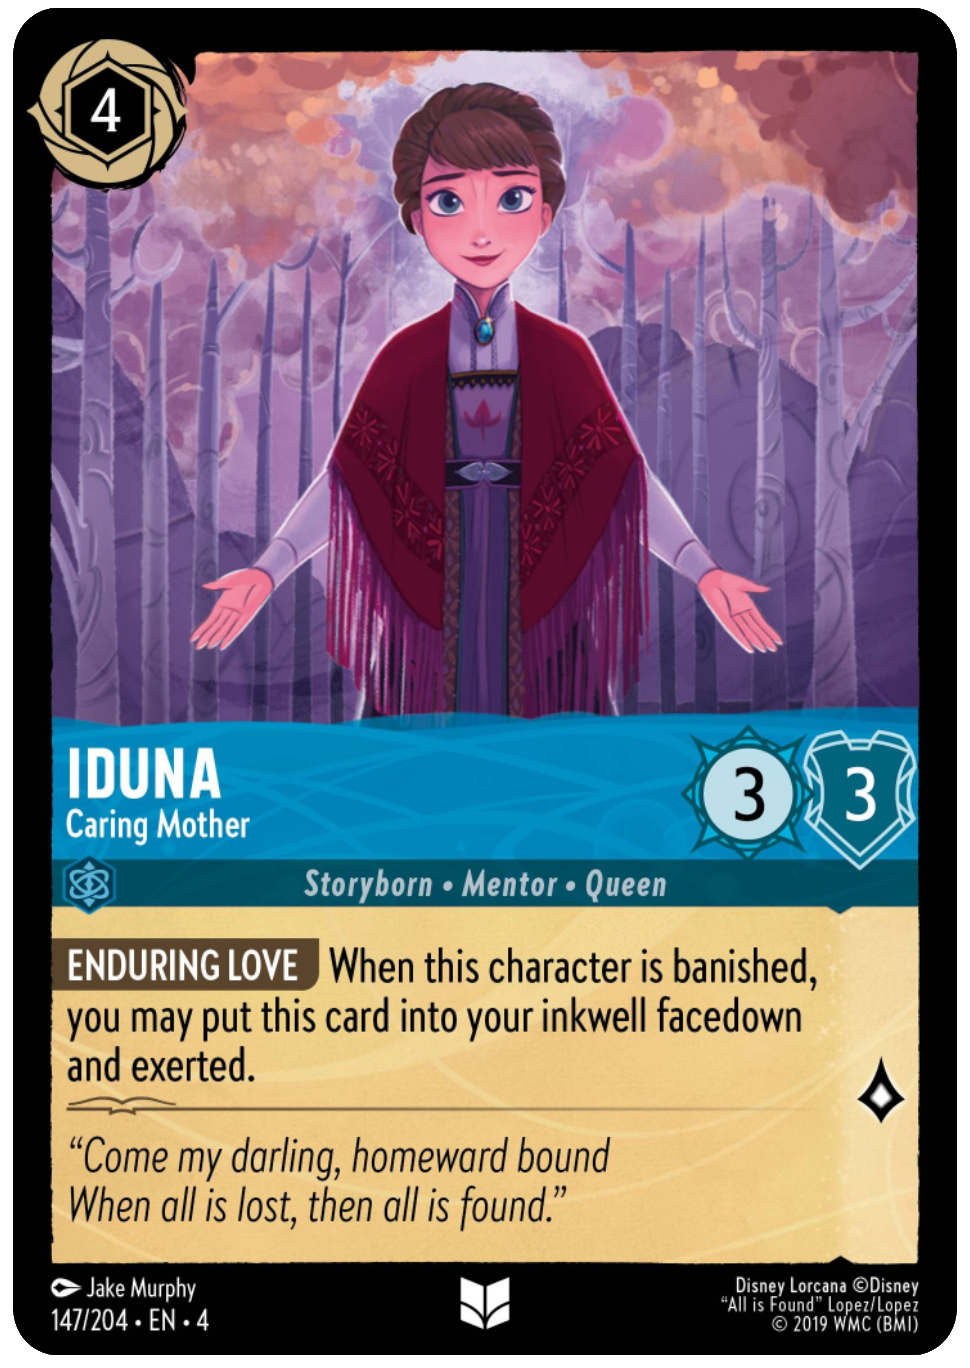 4
IDUNA
Caring Mother
3
3
Storyborn • Mentor • Queen
ENDURING LOVE When this character is banished,
you may put this card into your inkwell facedown
and exerted.
“Come my darling, homeward bound
When all is lost, then all is found.”
Jake Murphy
147/204 • EN • 4
Disney Lorcana ©Disney
“All is Found” Lopez/Lopez
© 2019 WMC (BMI)